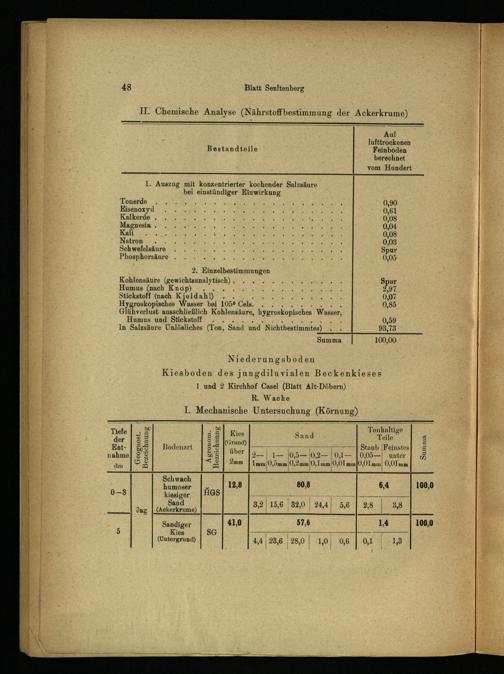 48
Blatt Senftenberg
II. Chemische Analyse (Nährstoffbestimmung der Ackerkrume)
Bestandteile
Auf
lufttrockenen
Feinboden
berechnet
vom Hundert
1. Auszug mit konzentrierter kochender Salzsäure
bei einstündiger Einwirkung
Tonerde . . . 0,90
Eisenoxyd . . . 0,61
Kalkerde . . . 0,08
Magnesia . . . 0,04
Kali . . . 0,08
Natron . . . 0,03
Schwefelsäure . . . Spur
Phosphorsäure . . . 0,05
2. Einzelbestimmungen
Kohlensäure (gewichtsanalytisch) . . . Spur
Humus (nach Knop) . . . 2,97
Stickstoff (nach Kjeldahl) . . . 0,07
Hygroskopisches Wasser bei 105° Cels. . . . 0,85
Glühverlust ausschließlich Kohlensäure, hygroskopisches Wasser,
Humus und Stickstoff . . . 0,59
In Salzsäure Unlösliches (Ton, Sand und Nichtbestimmtes) . . . 93,73
Summa 100,00
Niederungsboden
Kiesboden des jungdiluvialen Beckenkieses
1 und 2 Kirchhof Casel (Blatt Alt-Döbern)
R. Wache
I. Mechanische Untersuchung (Körnung)
Tiefe
der
Ent-
nahme
dm
Geognost.
Bezeichnung
Bodenart
Agronom.
Bezeichnung
Kies
(Grand)
über
2mm
Sand
2— 1— 0,5— 0,2— 0,1—
1mm 0,5mm 0,2mm 0,1mm 0,01mm
Tonhaltige
Teile
Staub Feinstes
0,05— unter
0,01mm 0,01mm
Summa
0—3
Schwach
humoser
kiesiger
Sand
(Ackerkrume)
ȞGS
12,8 80,8 6,4 100,0
3,2 15,6 32,0 24,4 5,6 2,8 3,8
∂ag
5
Sandiger
Kies
(Untergrund)
SG
41,0 57,6 1,4 100,0
4,4 23,6 28,0 1,0 0,6 0,1 1,3